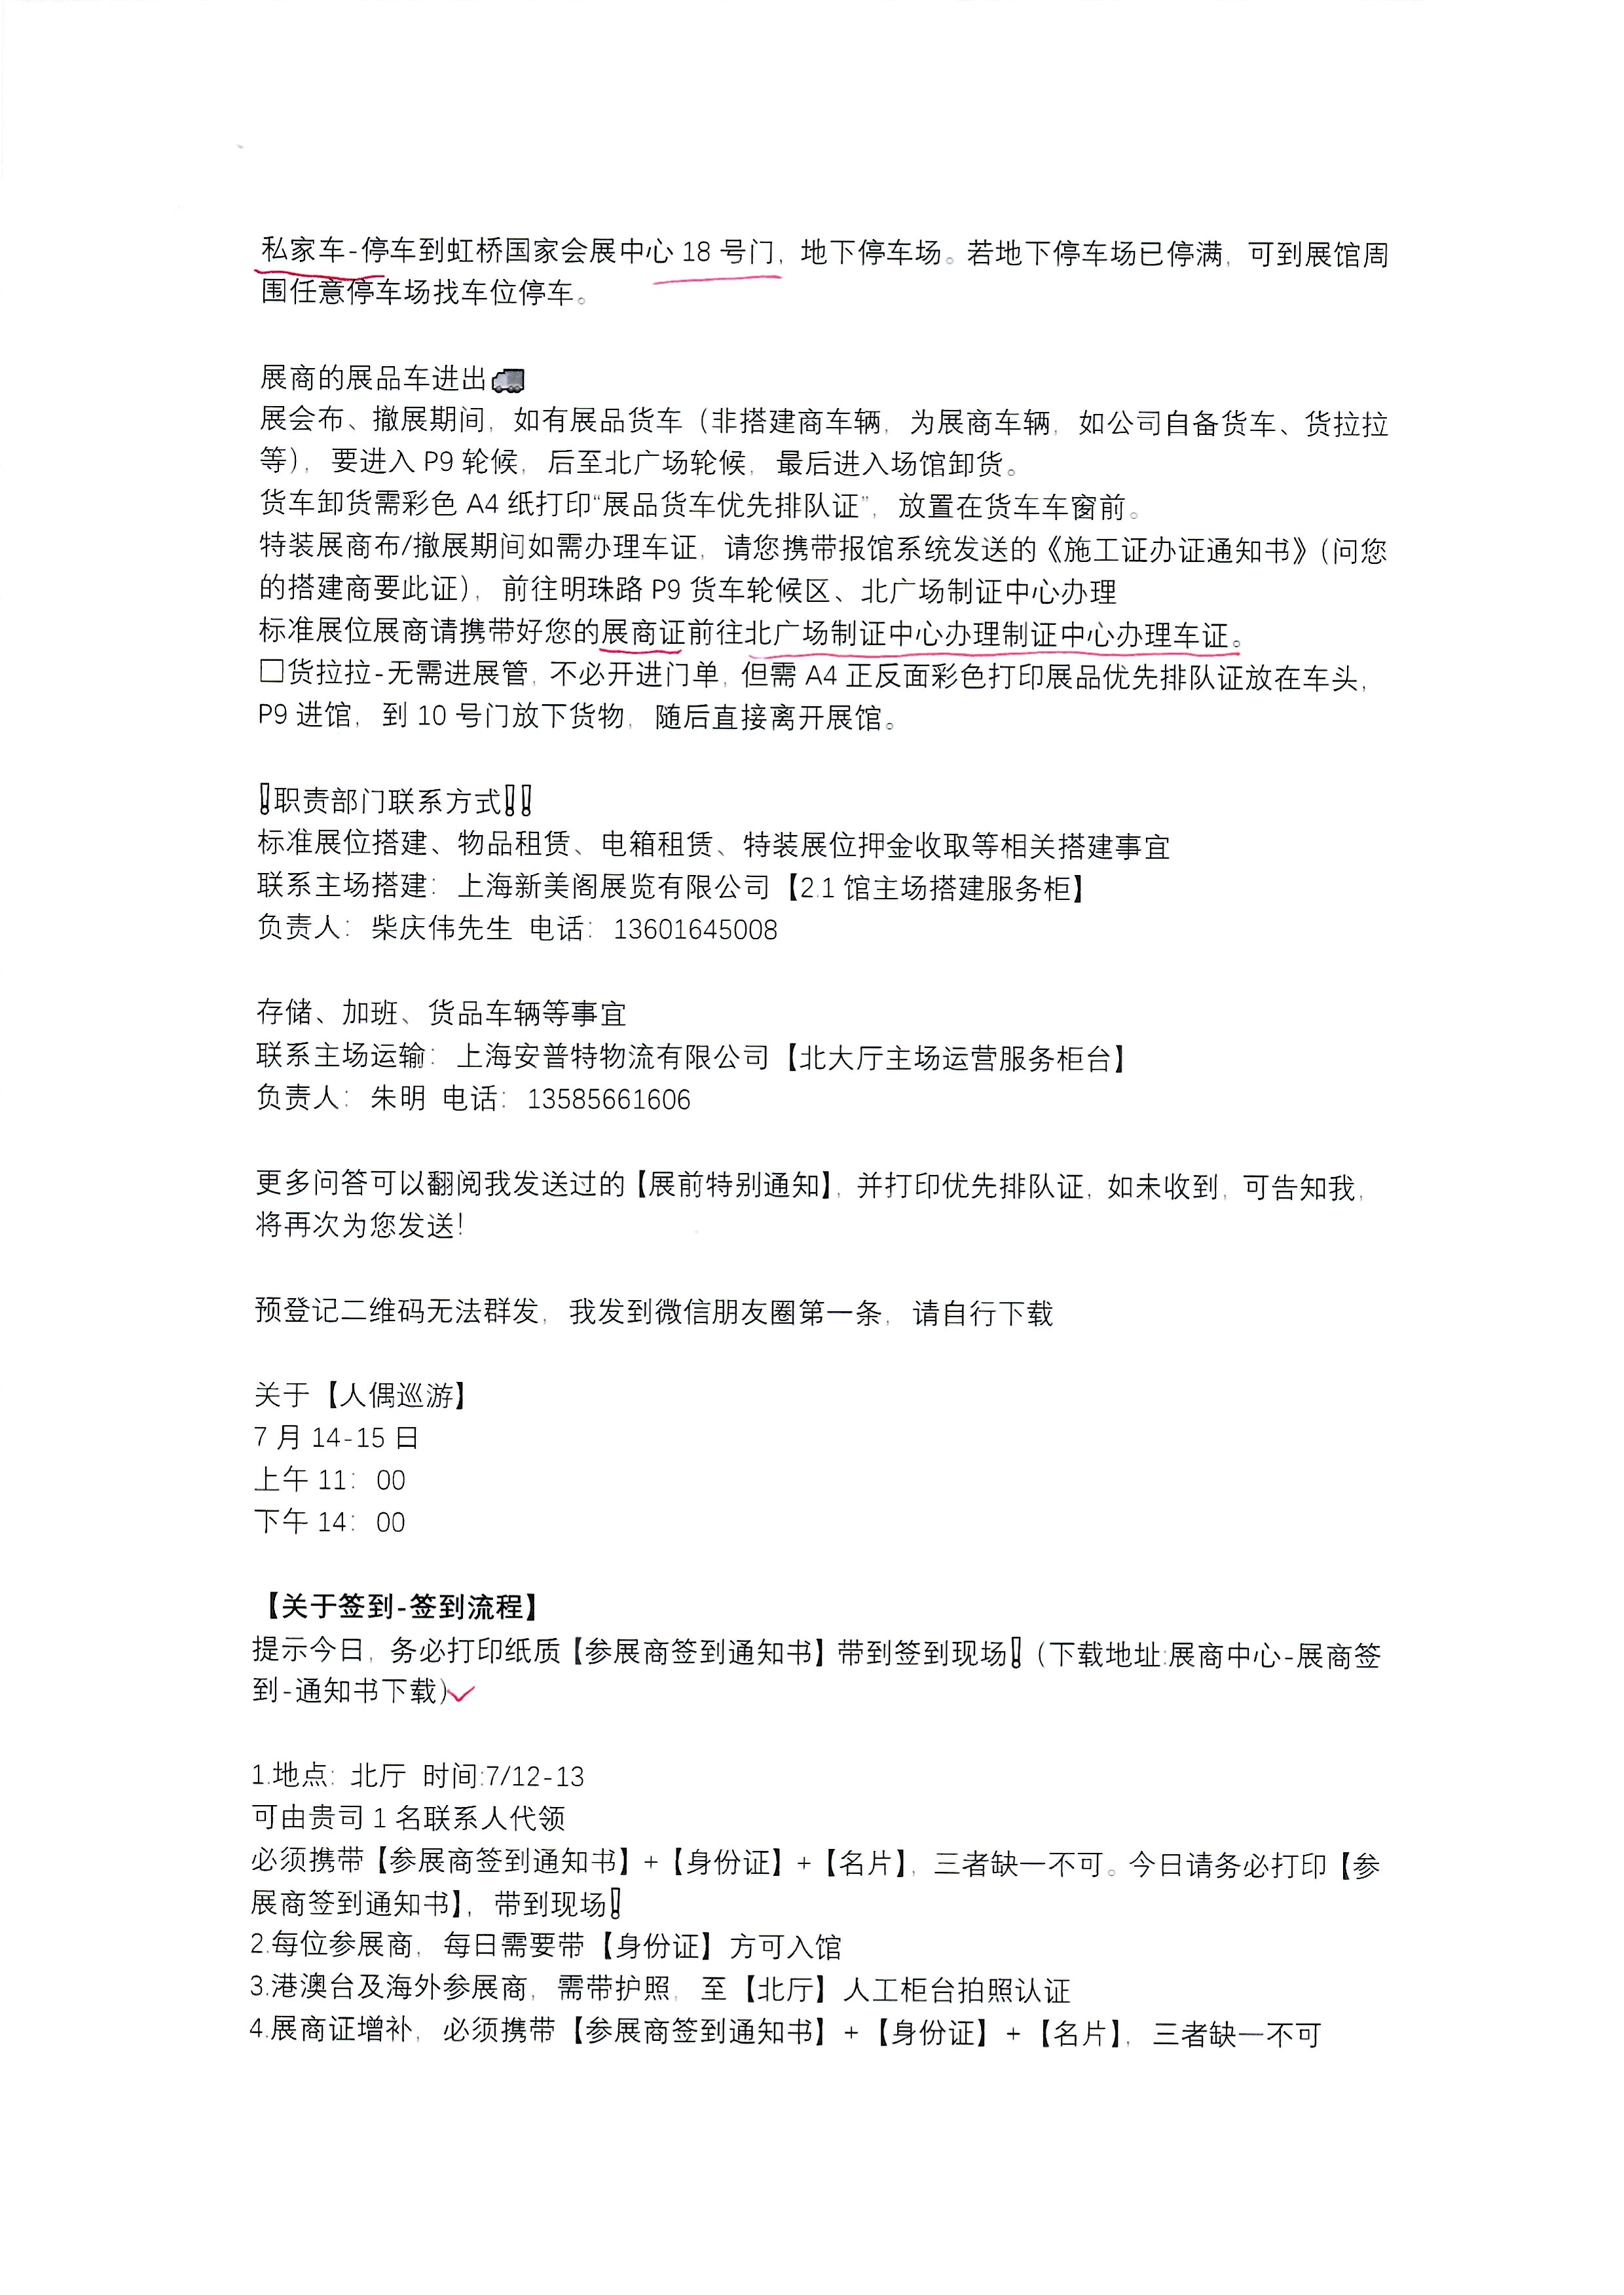 私家车-停车到虹桥国家会展中心 18 号门，地下停车场。若地下停车场已停满，可到展馆周
围任意停车场找车位停车。
展商的展品车进出🚚
展会布、撤展期间，如有展品货车（非搭建商车辆，为展商车辆，如公司自备货车、货拉拉
等），要进入 P9 轮候，后至北广场轮候，最后进入场馆卸货。
货车卸货需彩色 A4 纸打印“展品货车优先排队证”，放置在货车车窗前。
特装展商布/撤展期间如需办理车证，请您携带报馆系统发送的《施工证办证通知书》（问您
的搭建商要此证），前往明珠路 P9 货车轮候区、北广场制证中心办理
标准展位展商请携带好您的展商证前往北广场制证中心办理制证中心办理车证。
□货拉拉-无需进展管，不必开进门单，但需 A4 正反面彩色打印展品优先排队证放在车头，
P9 进馆，到 10 号门放下货物，随后直接离开展馆。
❗职责部门联系方式❗❗
标准展位搭建、物品租赁、电箱租赁、特装展位押金收取等相关搭建事宜
联系主场搭建：上海新美阁展览有限公司【2.1 馆主场搭建服务柜】
负责人：柴庆伟先生 电话：13601645008
存储、加班、货品车辆等事宜
联系主场运输：上海安普特物流有限公司【北大厅主场运营服务柜台】
负责人：朱明 电话：13585661606
更多问答可以翻阅我发送过的【展前特别通知】，并打印优先排队证，如未收到，可告知我，
将再次为您发送！
预登记二维码无法群发，我发到微信朋友圈第一条，请自行下载
关于【人偶巡游】
7 月 14-15 日
上午 11：00
下午 14：00
【关于签到-签到流程】
提示今日，务必打印纸质【参展商签到通知书】带到签到现场❗（下载地址:展商中心-展商签
到-通知书下载）
1.地点：北厅 时间:7/12-13
可由贵司 1 名联系人代领
必须携带【参展商签到通知书】+【身份证】+【名片】，三者缺一不可。今日请务必打印【参
展商签到通知书】，带到现场❗
2.每位参展商，每日需要带【身份证】方可入馆
3.港澳台及海外参展商，需带护照，至【北厅】人工柜台拍照认证
4.展商证增补，必须携带【参展商签到通知书】+【身份证】+【名片】，三者缺一不可